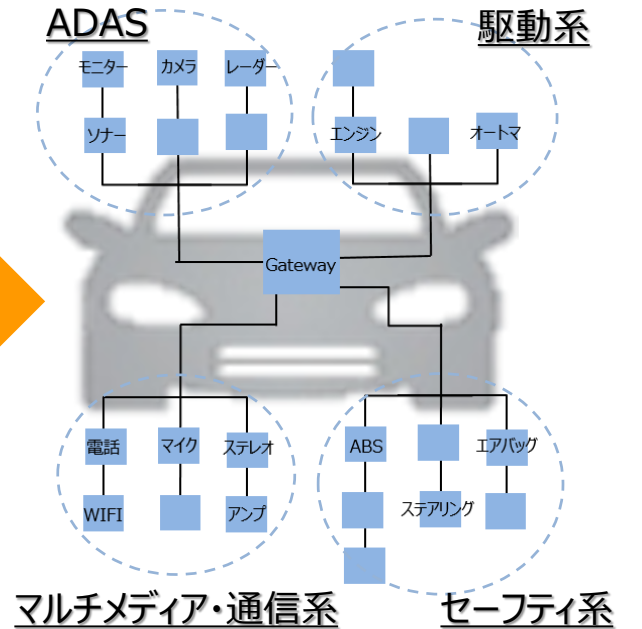 ADAS
駆動系
モニター
カメラ
レーダー
ソナー
エンジン
オートマ
Gateway
電話
マイク
ステレオ
ABS
エアバッグ
WIFI
アンプ
ステアリング
マルチメディア・通信系
セーフティ系